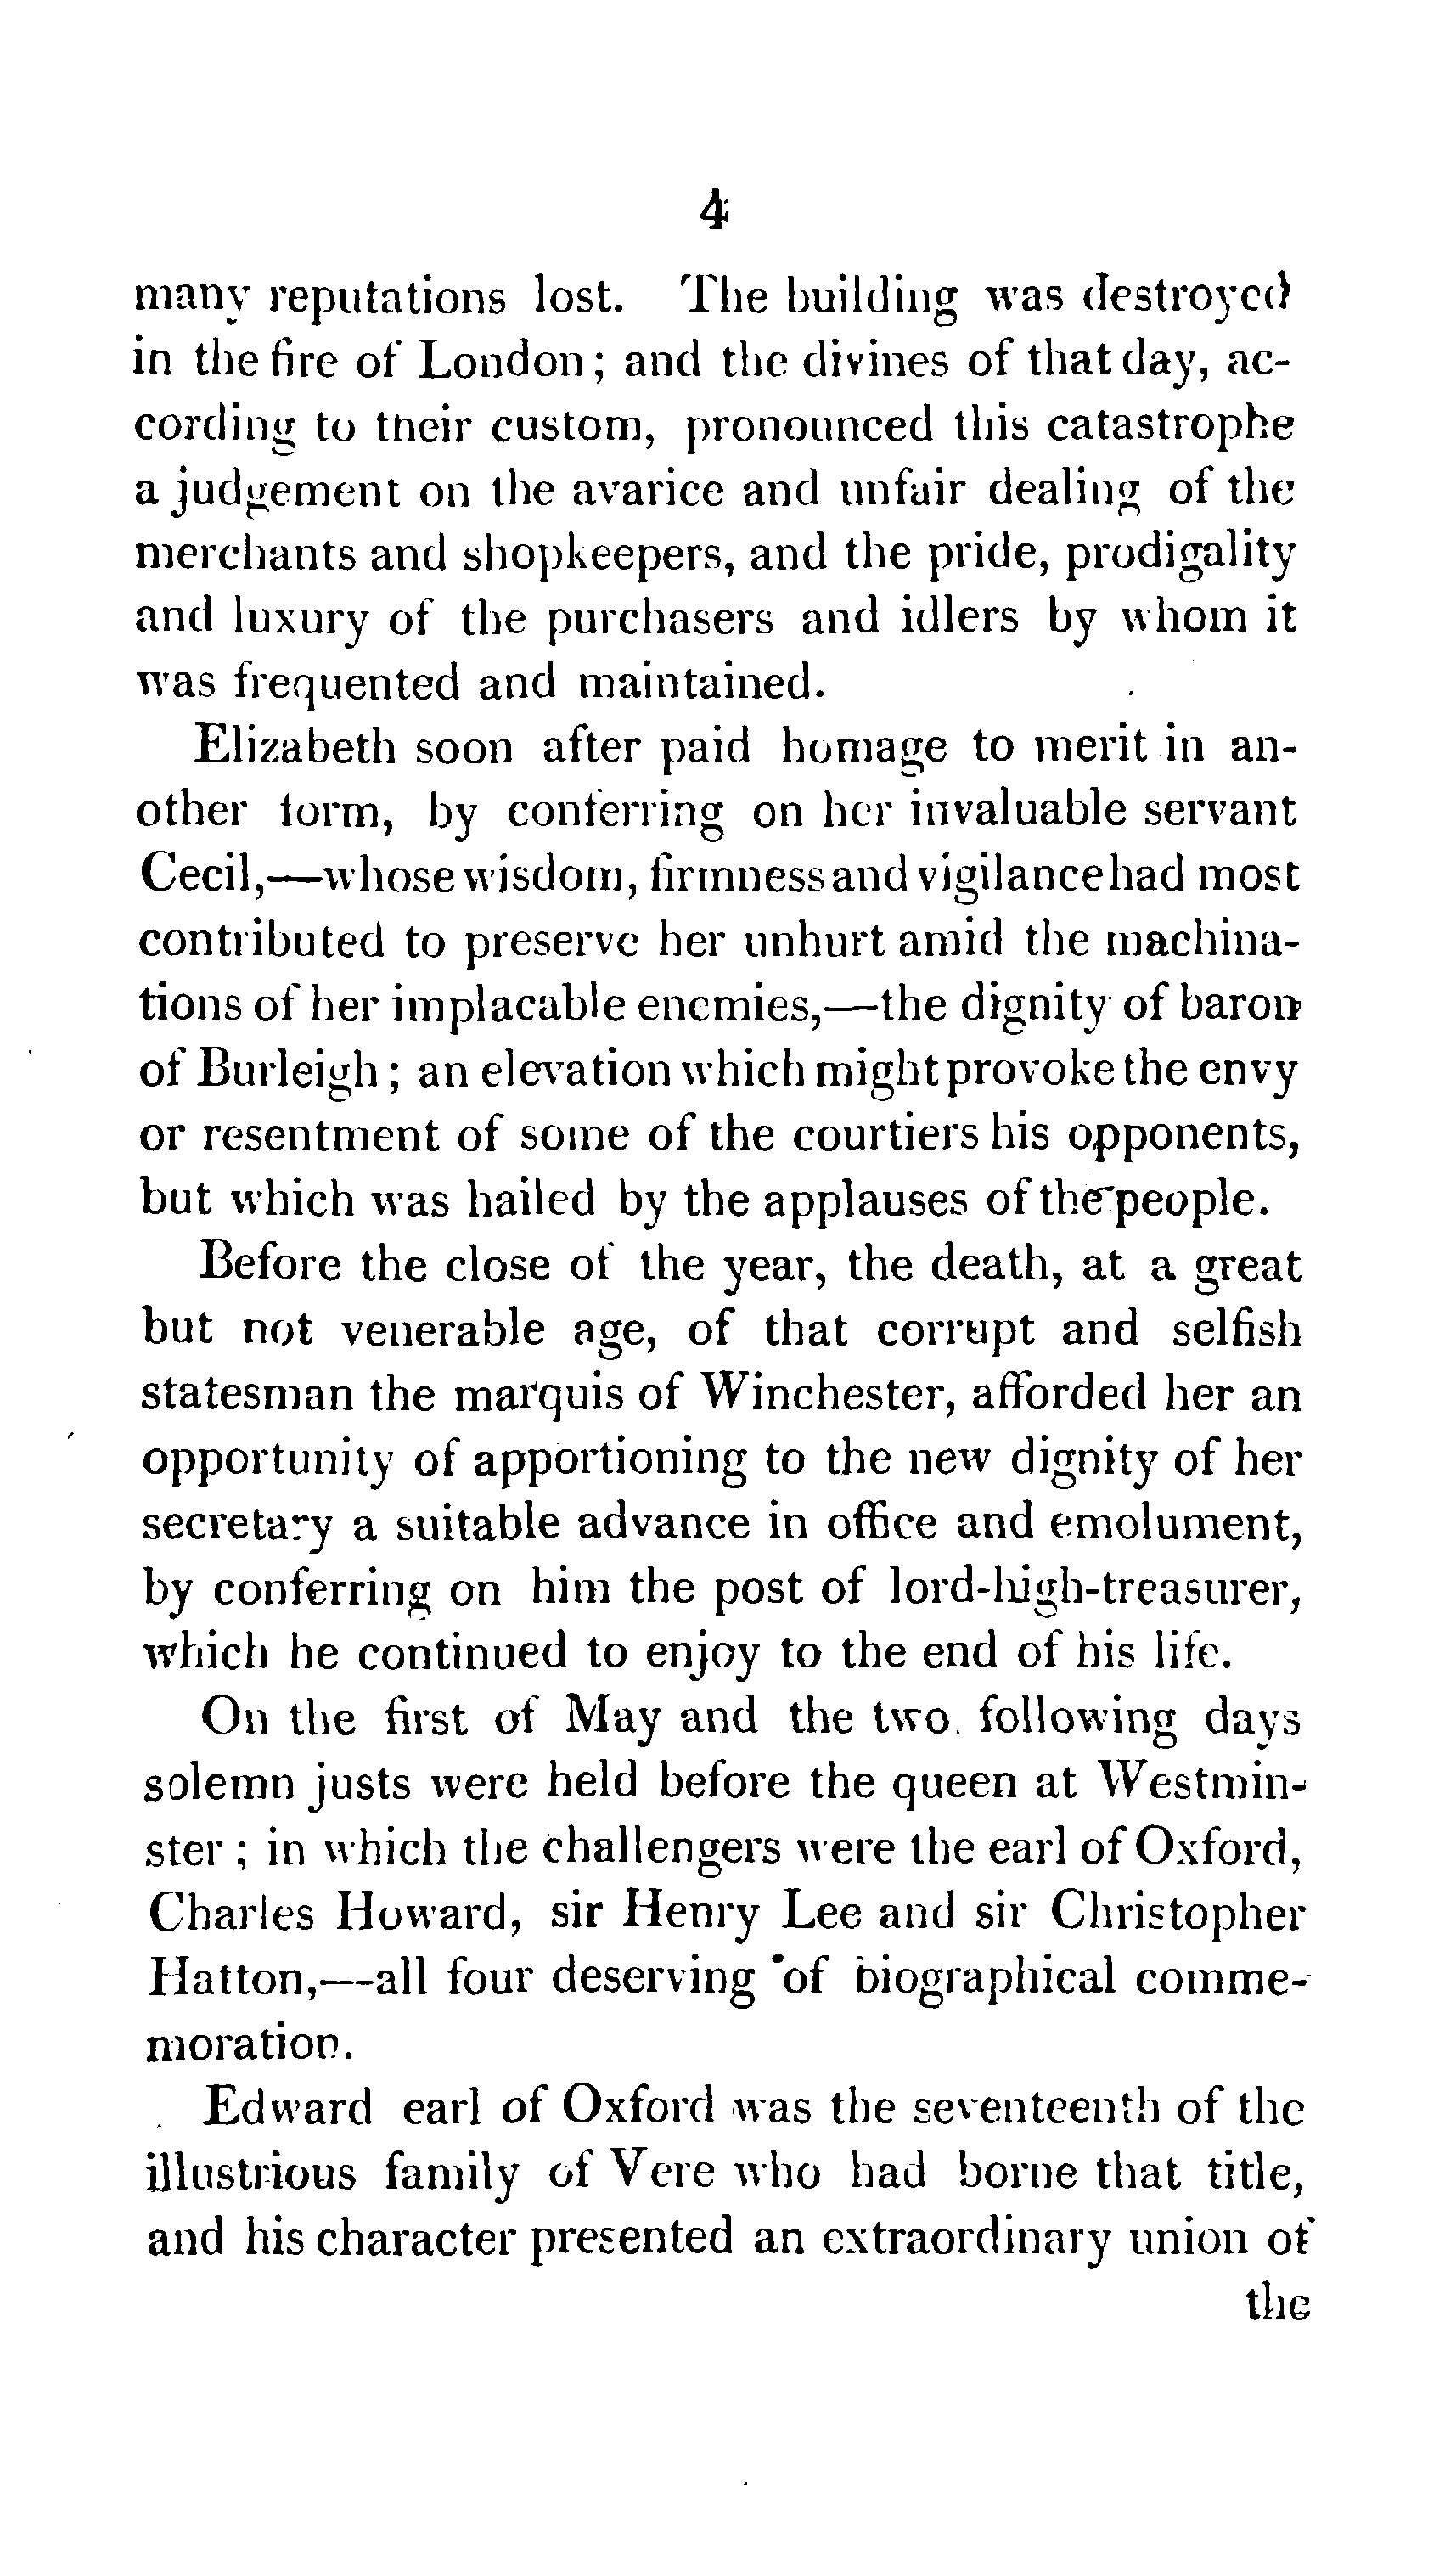 4
many reputations lost. The building was destroyed
in the fire of London; and the divines of that day, ac-
cording to their custom, pronounced this catastrophe
a judgement on the avarice and unfair dealing of the
merchants and shopkeepers, and the pride, prodigality
and luxury of the purchasers and idlers by whom it
was frequented and maintained.
Elizabeth soon after paid homage to merit in an-
other form, by conferring on her invaluable servant
Cecil,—whose wisdom, firmness and vigilance had most
contributed to preserve her unhurt amid the machina-
tions of her implacable enemies,—the dignity of baron
of Burleigh; an elevation which might provoke the envy
or resentment of some of the courtiers his opponents,
but which was hailed by the applauses of the people.
Before the close of the year, the death, at a great
but not venerable age, of that corrupt and selfish
statesman the marquis of Winchester, afforded her an
opportunity of apportioning to the new dignity of her
secretary a suitable advance in office and emolument,
by conferring on him the post of lord-high-treasurer,
which he continued to enjoy to the end of his life.
On the first of May and the two following days
solemn justs were held before the queen at Westmin-
ster; in which the challengers were the earl of Oxford,
Charles Howard, sir Henry Lee and sir Christopher
Hatton,—all four deserving of biographical comme-
moration.
Edward earl of Oxford was the seventeenth of the
illustrious family of Vere who had borne that title,
and his character presented an extraordinary union of
the